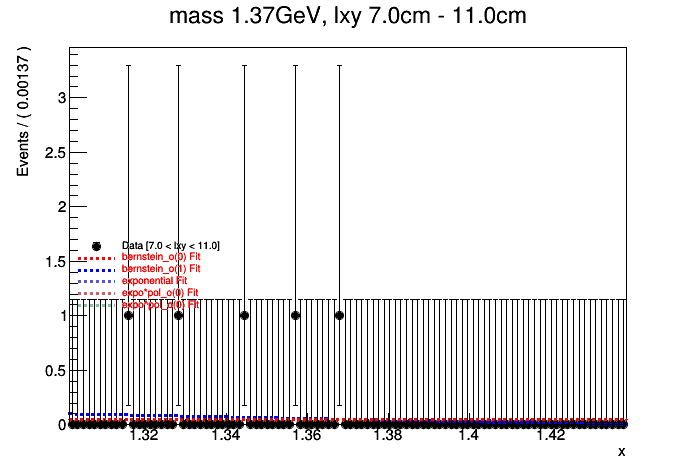 mass 1.37GeV, lxy 7.0cm - 11.0cm
Events / ( 0.00137 )
3
2.5
2
1.5
1
0.5
0
Data [7.0 < lxy < 11.0]
bernstein_o(0) Fit
bernstein_o(1) Fit
exponential Fit
expo*pol_o(0) Fit
1.32
1.34
1.36
1.38
1.4
1.42
x